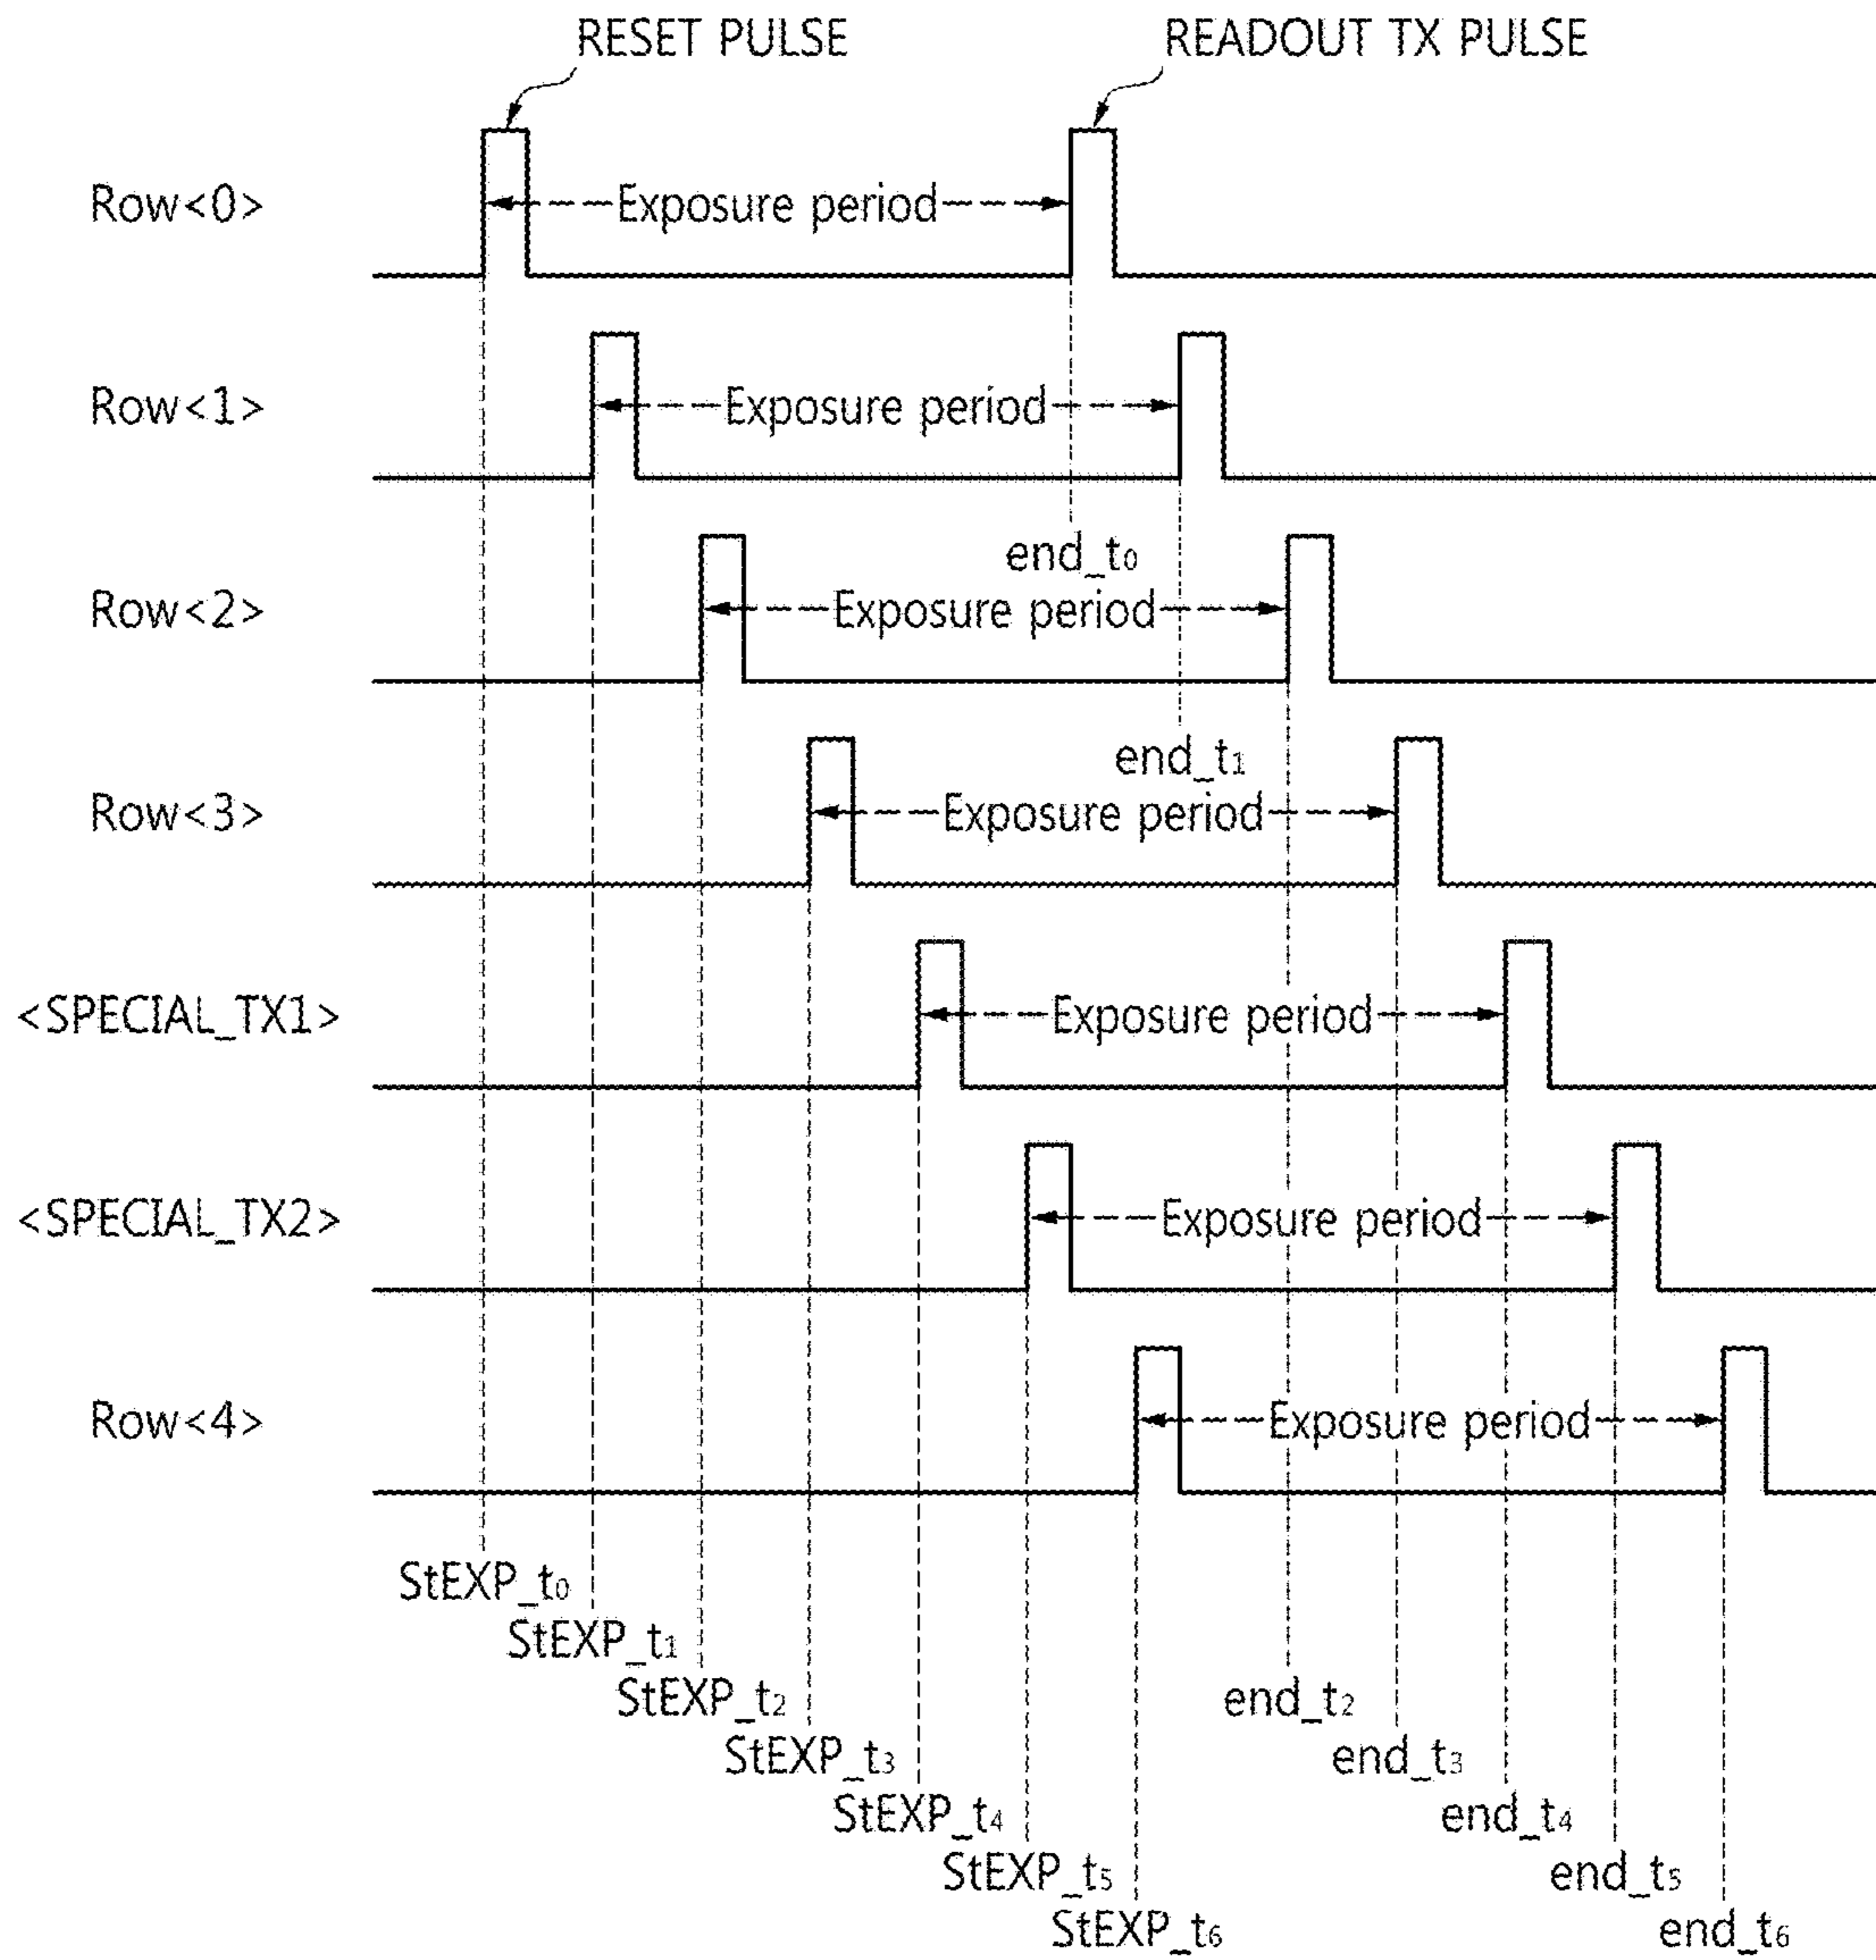 RESET PULSE
READOUT TX PULSE
Row<0>
Exposure period
Row<1>
Exposure period
end_t0
Row<2>
Exposure period
end_t1
Row<3>
Exposure period
<SPECIAL_TX1>
Exposure period
<SPECIAL_TX2>
Exposure period
Row<4>
Exposure period
StEXP_t0
StEXP_t1
StEXP_t2
end_t2
StEXP_t3
end_t3
StEXP_t4
end_t4
StEXP_t5
end_t5
StEXP_t6
end_t6